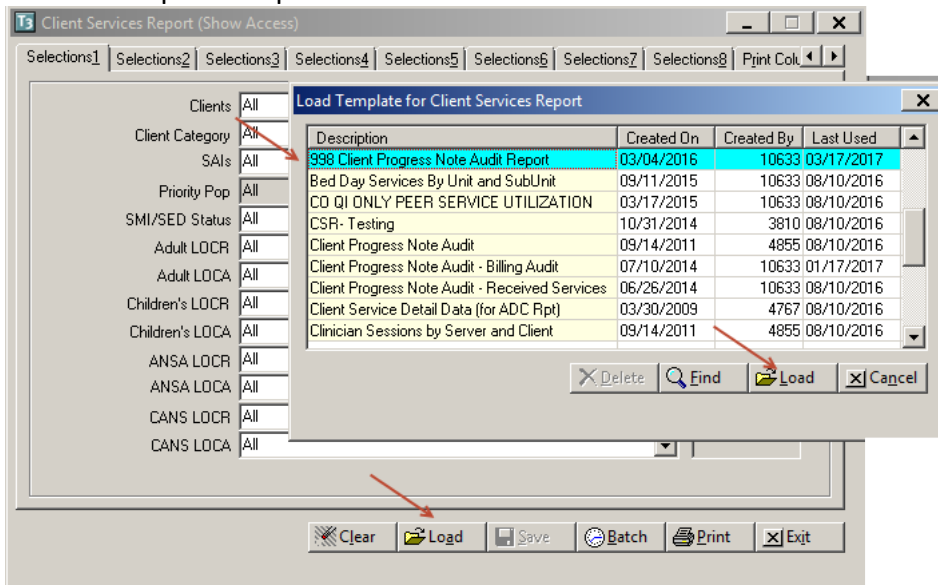 T3 Client Services Report (Show Access)
Selections1 Selections2 Selections3 Selections4 Selections5 Selections6 Selections7 Selections8 Print Colu
Clients All
Client Category All
SAIs All
Priority Pop All
SMI/SED Status All
Adult LOCR All
Adult LOCA All
Children's LOCR All
Children's LOCA All
ANSA LOCR All
ANSA LOCA All
CANS LOCR All
CANS LOCA All
Load Template for Client Services Report
Description Created On Created By Last Used
998 Client Progress Note Audit Report 03/04/2016 10633 03/17/2017
Bed Day Services By Unit and SubUnit 09/11/2015 10633 08/10/2016
CO QI ONLY PEER SERVICE UTILIZATION 03/17/2015 10633 08/10/2016
CSR- Testing 10/31/2014 3810 08/10/2016
Client Progress Note Audit 09/14/2011 4855 08/10/2016
Client Progress Note Audit - Billing Audit 07/10/2014 10633 01/17/2017
Client Progress Note Audit - Received Services 06/26/2014 10633 08/10/2016
Client Service Detail Data (for ADC Rpt) 03/30/2009 4767 08/10/2016
Clinician Sessions by Server and Client 09/14/2011 4855 08/10/2016
Delete Find Load Cancel
Clear Load Save Batch Print Exit